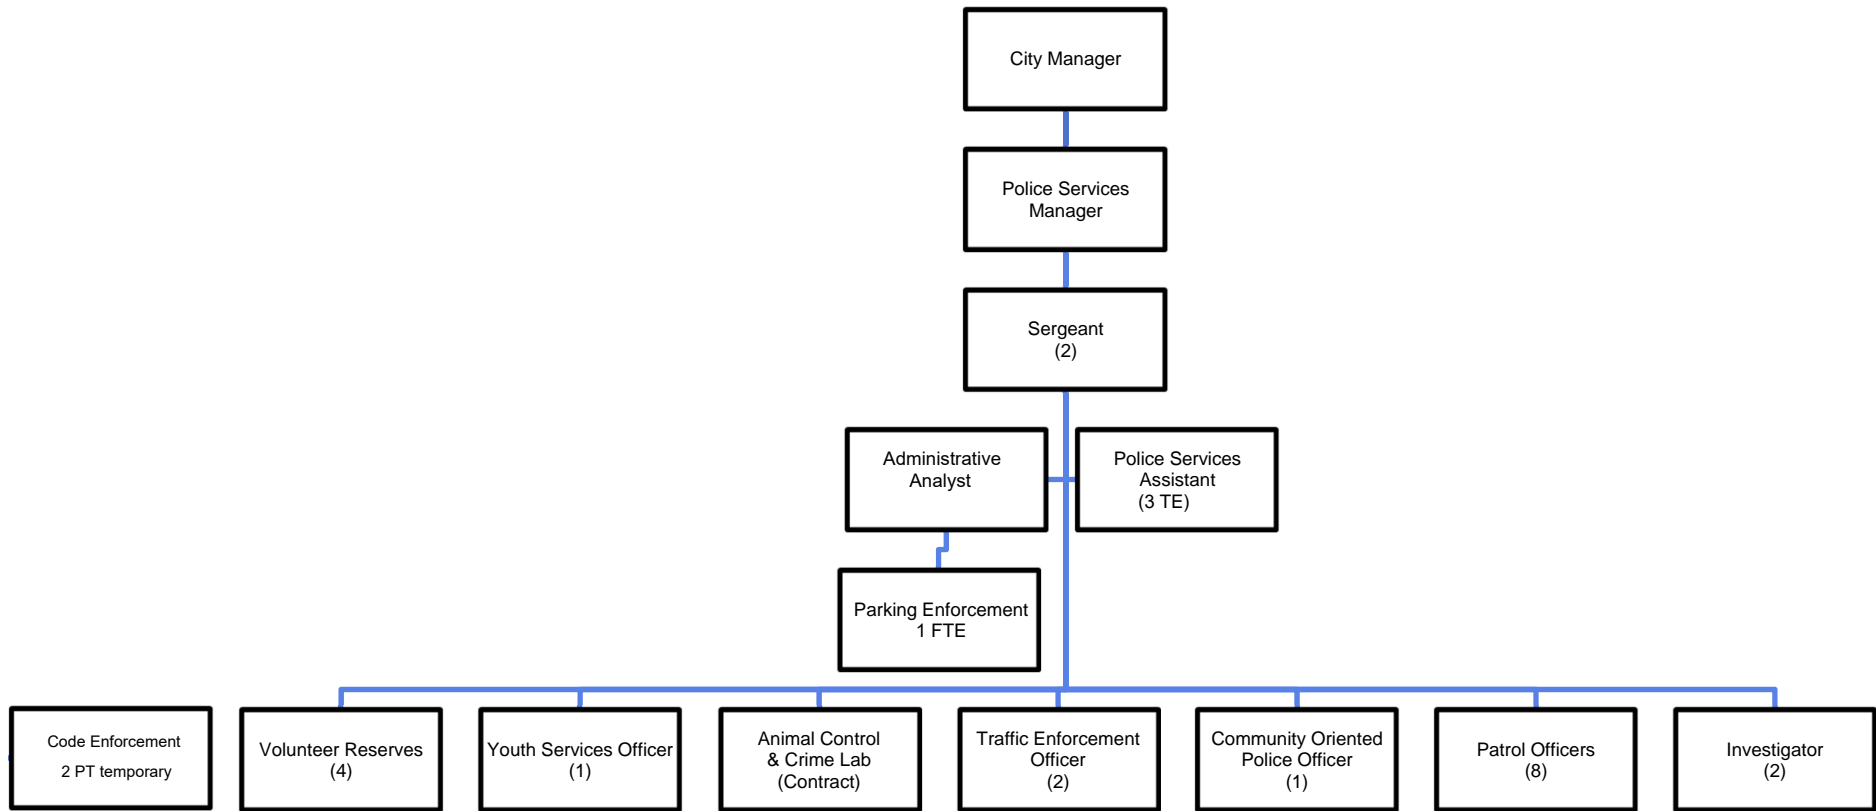 City Manager
Police Services
Manager
Sergeant
(2)
Administrative
Analyst
Police Services
Assistant
(3 TE)
Parking Enforcement
1 FTE
Code Enforcement
2 PT temporary
Volunteer Reserves
(4)
Youth Services Officer
(1)
Animal Control
& Crime Lab
(Contract)
Traffic Enforcement
Officer
(2)
Community Oriented
Police Officer
(1)
Patrol Officers
(8)
Investigator
(2)